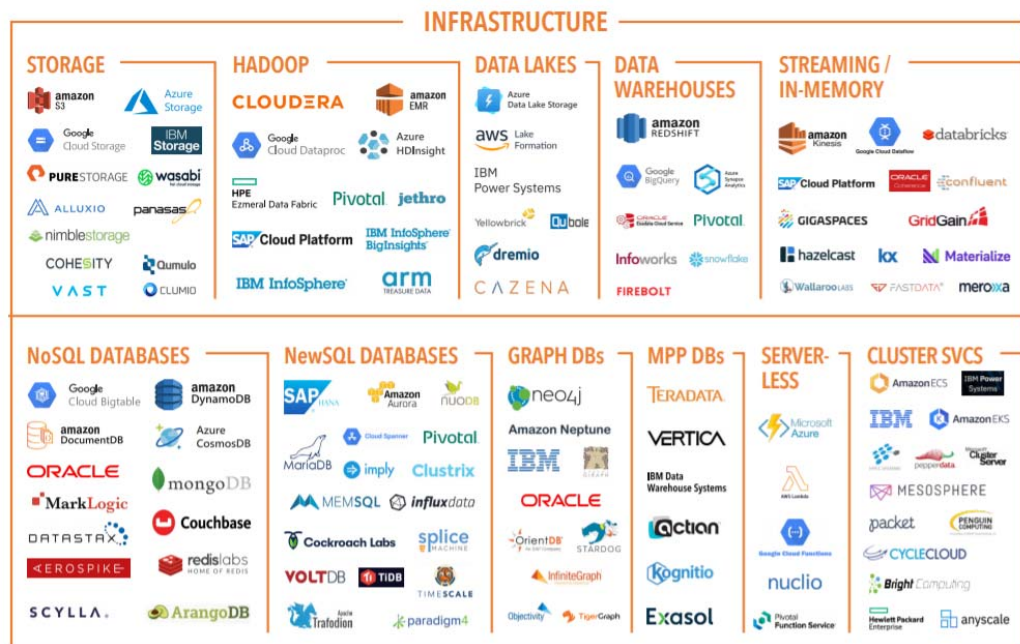 INFRASTRUCTURE
STORAGE
amazon
S3
Azure
Storage
Google
Cloud Storage
IBM
Storage
PURESTORAGE
wasabi
hot cloud storage
ALLUXIO
panasas
nimblestorage
COHESITY
Qumulo
VAST
CLUMIO
HADOOP
CLOUDERA
amazon
EMR
Google
Cloud Dataproc
Azure
HDInsight
HPE
Ezmeral Data Fabric
Pivotal
jethro
SAP Cloud Platform
IBM InfoSphere
BigInsights
IBM InfoSphere
arm
TREASURE DATA
DATA LAKES
Azure
Data Lake Storage
aws Lake
Formation
IBM
Power Systems
Yellowbrick
Qubole
dremio
CAZENA
DATA
WAREHOUSES
amazon
REDSHIFT
Google
BigQuery
Azure
Synapse
Analytics
ORACLE
Exadata Cloud Service
Pivotal
Infoworks
snowflake
FIREBOLT
STREAMING /
IN-MEMORY
amazon
Kinesis
Google Cloud Dataflow
databricks
SAP Cloud Platform
ORACLE
Coherence
confluent
GIGASPACES
GridGain
hazelcast
kx
Materialize
Wallaroo LABS
FASTDATA
meroxa
NoSQL DATABASES
Google
Cloud Bigtable
amazon
DynamoDB
amazon
DocumentDB
Azure
CosmosDB
ORACLE
mongoDB
MarkLogic
Couchbase
DATASTAX
AEROSPIKE
redislabs
HOME OF REDIS
SCYLLA.
ArangoDB
NewSQL DATABASES
SAP HANA
Amazon
Aurora
NUODB
MariaDB
Cloud Spanner
Pivotal
imply
Clustrix
MEMSQL
influxdata
Cockroach Labs
splice
MACHINE
VOLTDB
TiDB
TIMESCALE
Apache
Trafodion
paradigm4
GRAPH DBs
neo4j
Amazon Neptune
IBM
GIRAPH
ORACLE
OrientDB
STARDOG
InfiniteGraph
Objectivity
TigerGraph
MPP DBs
TERADATA
VERTICA
IBM Data
Warehouse Systems
Action
Kognitio
Exasol
SERVER-
LESS
Microsoft
Azure
AWS Lambda
Google Cloud Functions
nuclio
Pivotal
Function Service
CLUSTER SVCS
Amazon ECS
IBM Power
Systems
IBM
Amazon EKS
pepperdata
Microsoft
Cluster
Server
MESOSPHERE
packet
PENGUIN
COMPUTING
CYCLECLOUD
Bright Computing
Hewlett Packard
Enterprise
anyscale